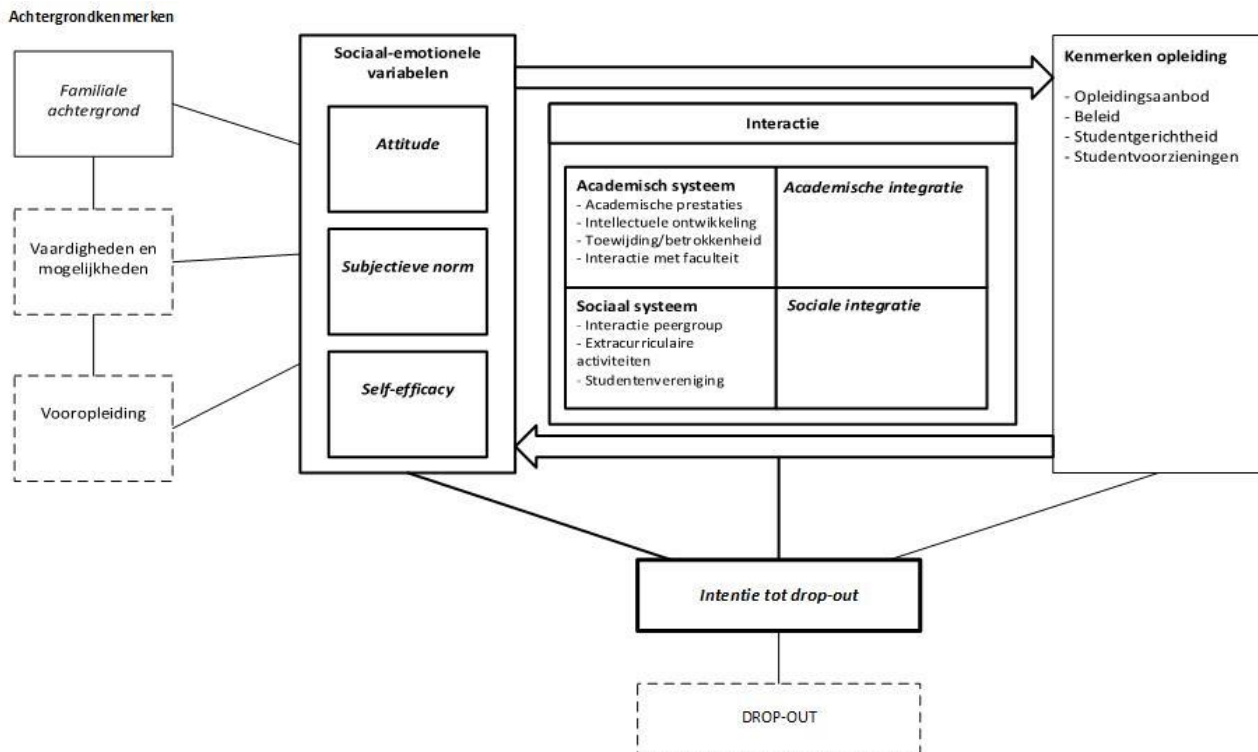 Achtergrondkenmerken
Familiale
achtergrond
Vaardigheden en
mogelijkheden
Vooropleiding
Sociaal-emotionele
variabelen
Attitude
Subjectieve norm
Self-efficacy
Interactie
Academisch systeem
- Academische prestaties
- Intellectuele ontwikkeling
- Toewijding/betrokkenheid
- Interactie met faculteit
Academische integratie
Sociaal systeem
- Interactie peergroup
- Extracurriculaire
activiteiten
- Studentenvereniging
Sociale integratie
Kenmerken opleiding
- Opleidingsaanbod
- Beleid
- Studentgerichtheid
- Studentvoorzieningen
Intentie tot drop-out
DROP-OUT